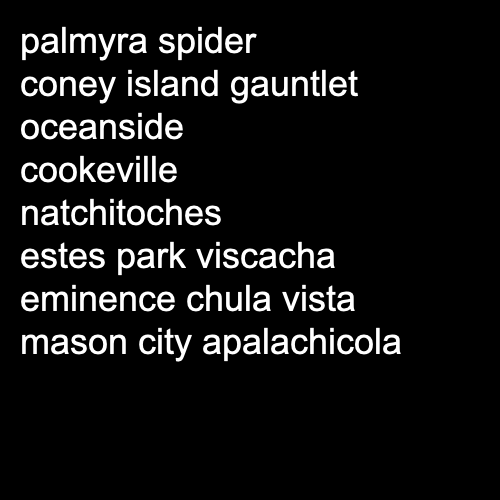 palmyra spider
coney island gauntlet
oceanside
cookeville
natchitoches
estes park viscacha
eminence chula vista
mason city apalachicola